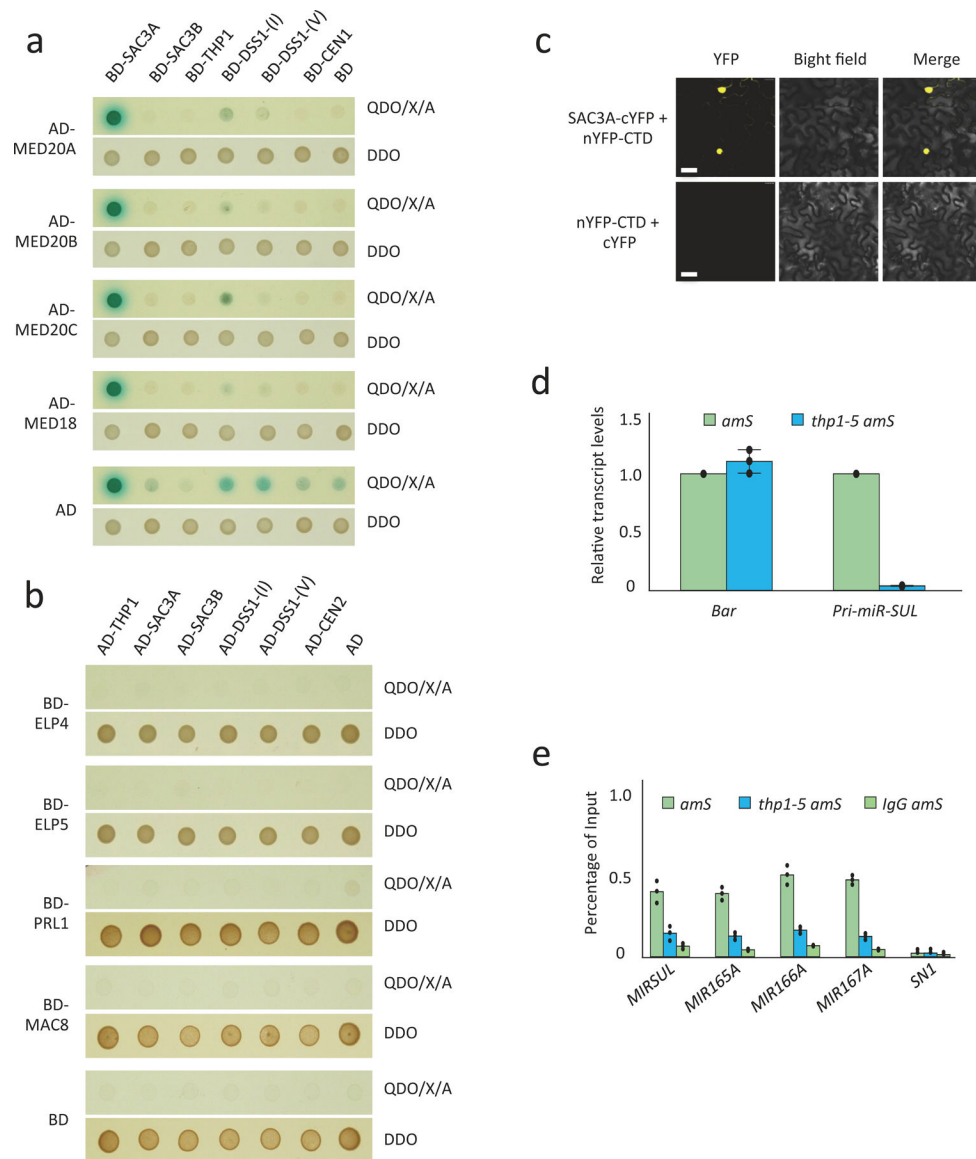 a
BD-SAC3A
BD-SAC3B
BD-THP1
BD-DSS1-(I)
BD-DSS1-(V)
BD-CEN1
BD
AD-
MED20A
QDO/X/A
DDO
AD-
MED20B
QDO/X/A
DDO
AD-
MED20C
QDO/X/A
DDO
AD-
MED18
QDO/X/A
DDO
AD
QDO/X/A
DDO
b
AD-THP1
AD-SAC3A
AD-SAC3B
AD-DSS1-(I)
AD-DSS1-(V)
AD-CEN2
AD
BD-
ELP4
QDO/X/A
DDO
BD-
ELP5
QDO/X/A
DDO
BD-
PRL1
QDO/X/A
DDO
BD-
MAC8
QDO/X/A
DDO
BD
QDO/X/A
DDO
c
YFP
Bight field
Merge
SAC3A-cYFP +
nYFP-CTD
nYFP-CTD +
cYFP
d
Relative transcript levels
1.5
1.0
0.5
0
amS
thp1-5 amS
Bar
Pri-miR-SUL
e
Percentage of Input
1.0
0.5
0
amS
thp1-5 amS
IgG amS
MIRSUL
MIR165A
MIR166A
MIR167A
SN1